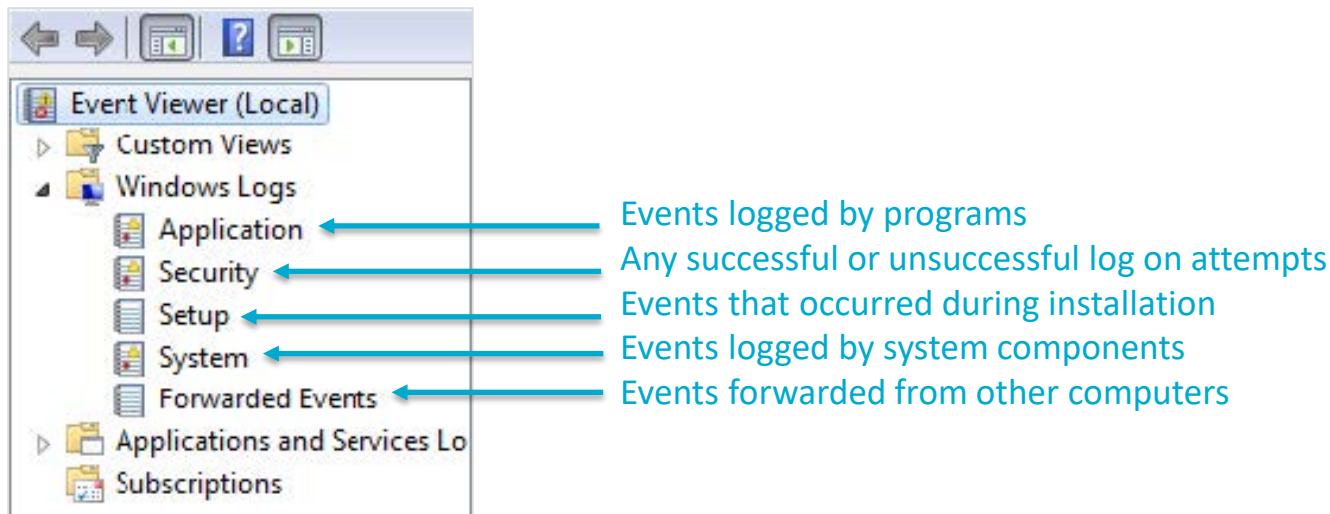 Event Viewer (Local)
Custom Views
Windows Logs
Application
Events logged by programs
Security
Any successful or unsuccessful log on attempts
Setup
Events that occurred during installation
System
Events logged by system components
Forwarded Events
Events forwarded from other computers
Applications and Services Lo
Subscriptions